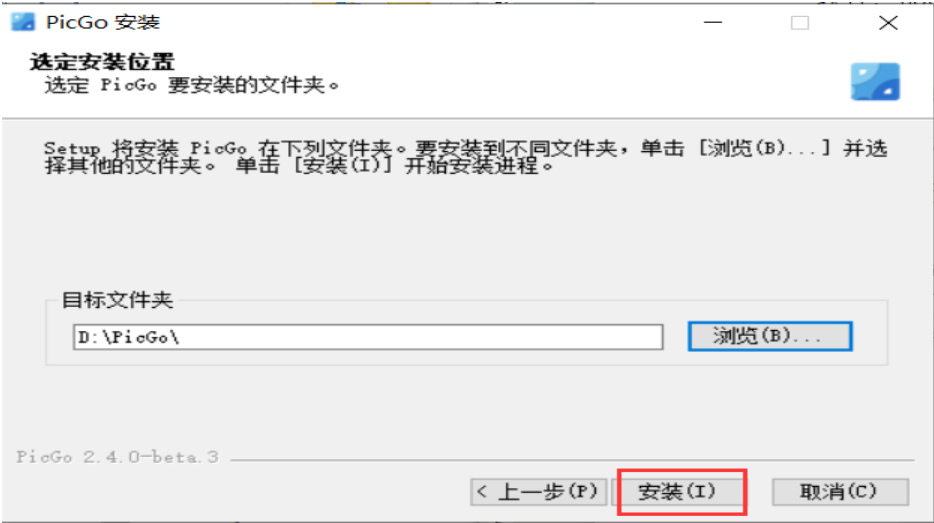 PicGo 安装
选定安装位置
选定 PicGo 要安装的文件夹。
Setup 将安装 PicGo 在下列文件夹。要安装到不同文件夹，单击 [浏览(B)...] 并选
择其他的文件夹。 单击 [安装(I)] 开始安装进程。
目标文件夹
D:\PicGo\
浏览(B)...
PicGo 2.4.0-beta.3
< 上一步(P)
安装(I)
取消(C)